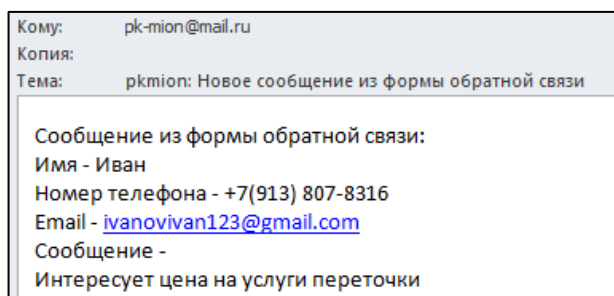 Кому: pk-mion@mail.ru
Копия:
Тема: pkmion: Новое сообщение из формы обратной связи
Сообщение из формы обратной связи:
Имя - Иван
Номер телефона - +7(913) 807-8316
Email - ivanovivan123@gmail.com
Сообщение -
Интересует цена на услуги переточки